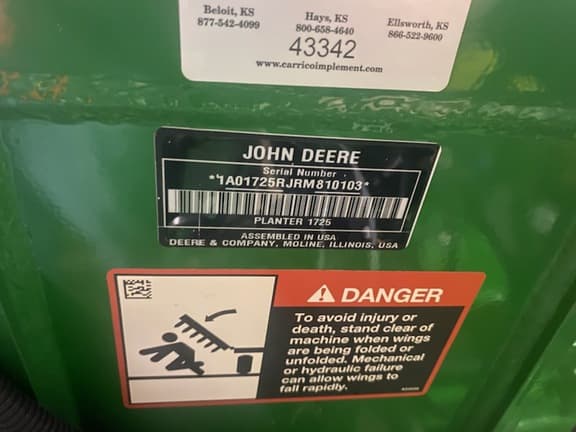 Beloit, KS
877-542-4099
Hays, KS
800-658-4640
Ellsworth, KS
866-522-9600
43342
www.carricoimplement.com
JOHN DEERE
Serial Number
*1A01725RJRM810103*
PLANTER 1725
ASSEMBLED IN USA
DEERE & COMPANY, MOLINE, ILLINOIS, USA
DANGER
To avoid injury or
death, stand clear of
machine when wings
are being folded or
unfolded. Mechanical
or hydraulic failure
can allow wings to
fall rapidly.